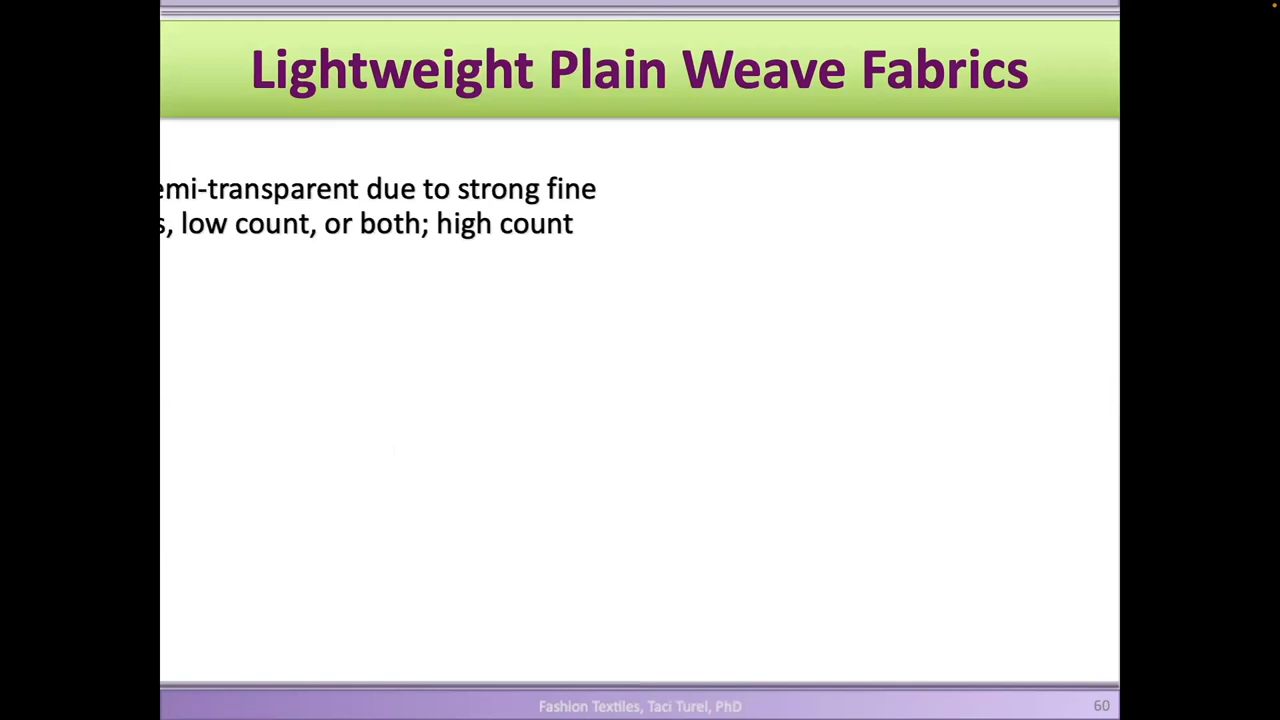 Lightweight Plain Weave Fabrics
emi-transparent due to strong fine
s, low count, or both; high count
Fashion Textiles, Taci Turel, PhD
60